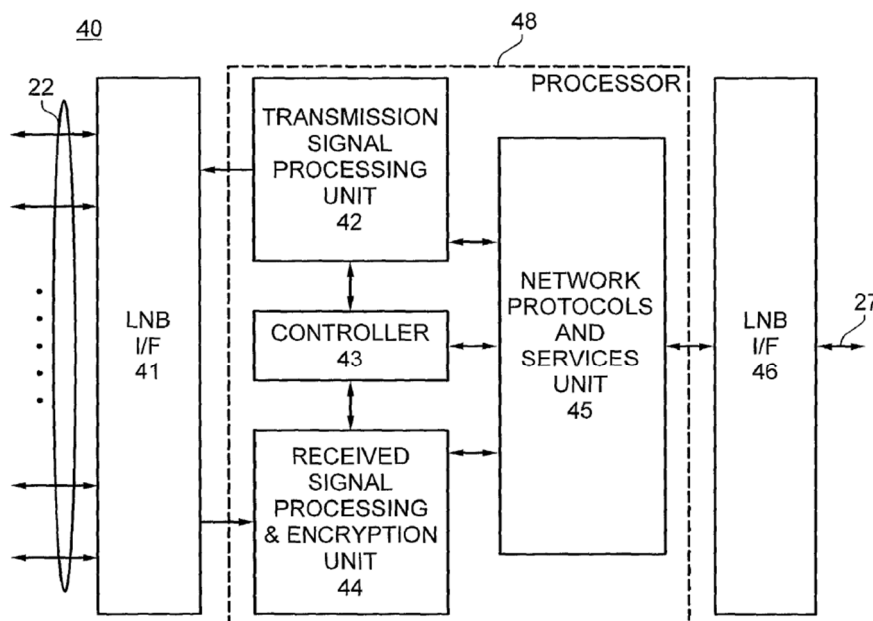 40
48
PROCESSOR
22
TRANSMISSION
SIGNAL
PROCESSING
UNIT
42
LNB
I/F
41
CONTROLLER
43
RECEIVED
SIGNAL
PROCESSING
& ENCRYPTION
UNIT
44
NETWORK
PROTOCOLS
AND
SERVICES
UNIT
45
LNB
I/F
46
27